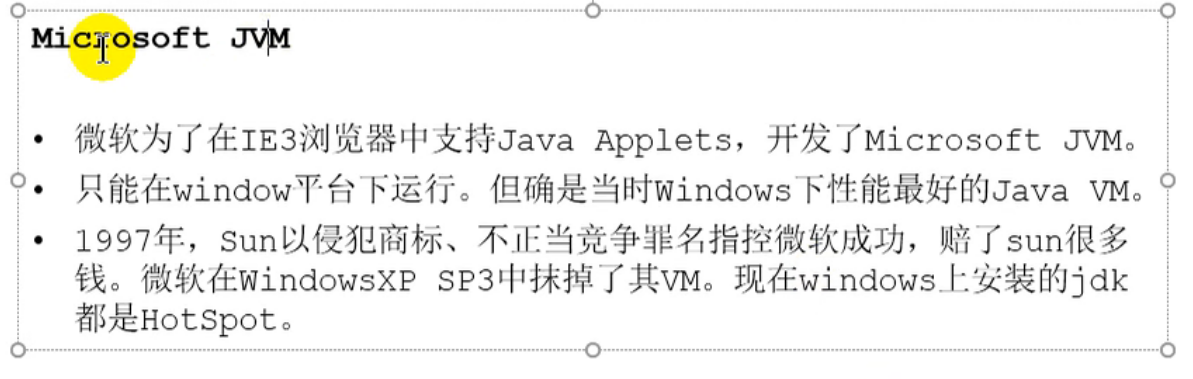 Microsoft JVM
• 微软为了在IE3浏览器中支持Java Applets，开发了Microsoft JVM。
• 只能在window平台下运行。但确是当时Windows下性能最好的Java VM。
• 1997年，Sun以侵犯商标、不正当竞争罪名指控微软成功，赔了sun很多
钱。微软在WindowsXP SP3中抹掉了其VM。现在windows上安装的jdk
都是HotSpot。